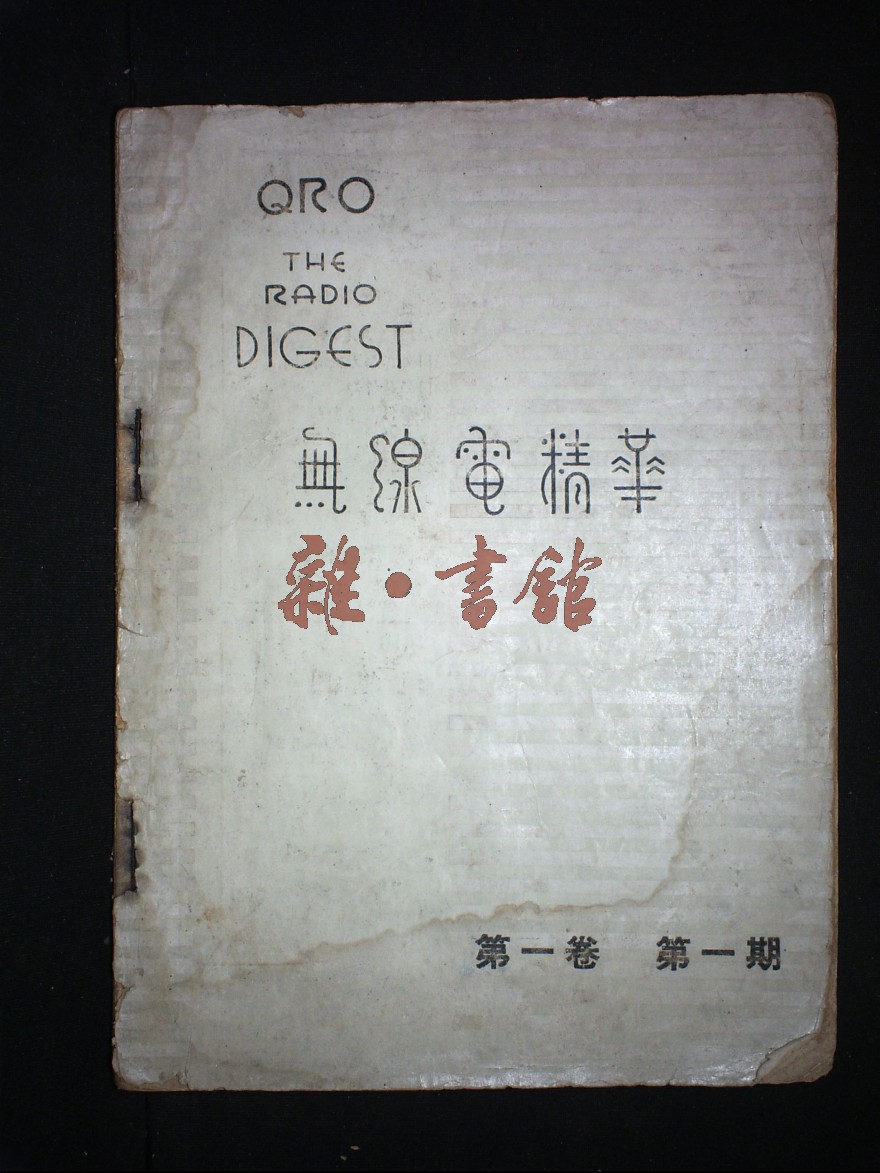 QRO
THE
RADIO
DIGEST
無線電精華
雜·書館
第一卷 第一期